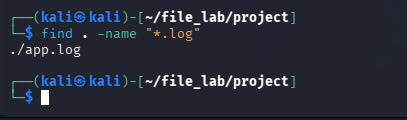 ┌──(kali㉿kali)-[~/file_lab/project]
└─$ find . -name "*.log"
./app.log
┌──(kali㉿kali)-[~/file_lab/project]
└─$